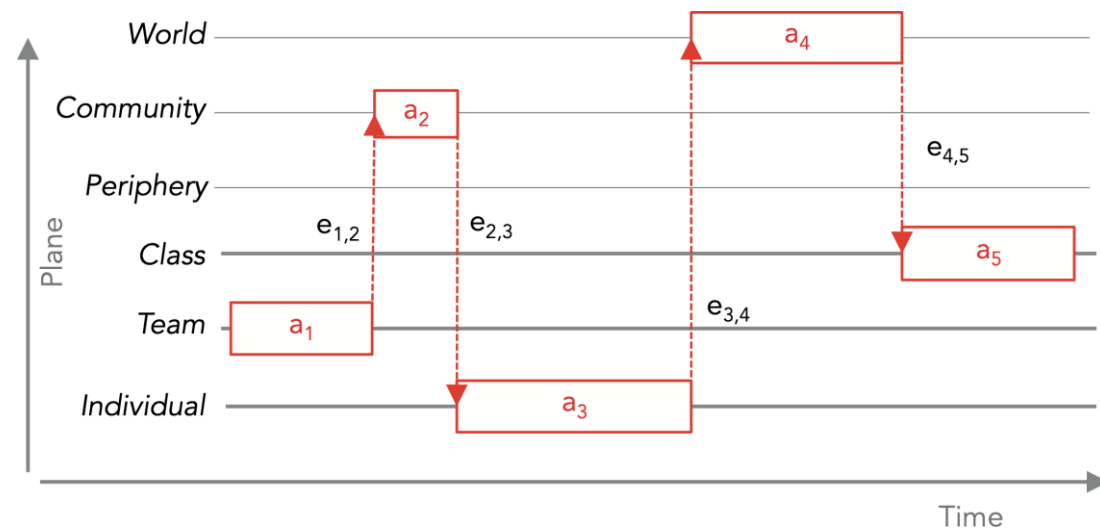 World
a4
Community
a2
Periphery
e4,5
e1,2
e2,3
Plane
Class
a5
e3,4
Team
a1
Individual
a3
Time